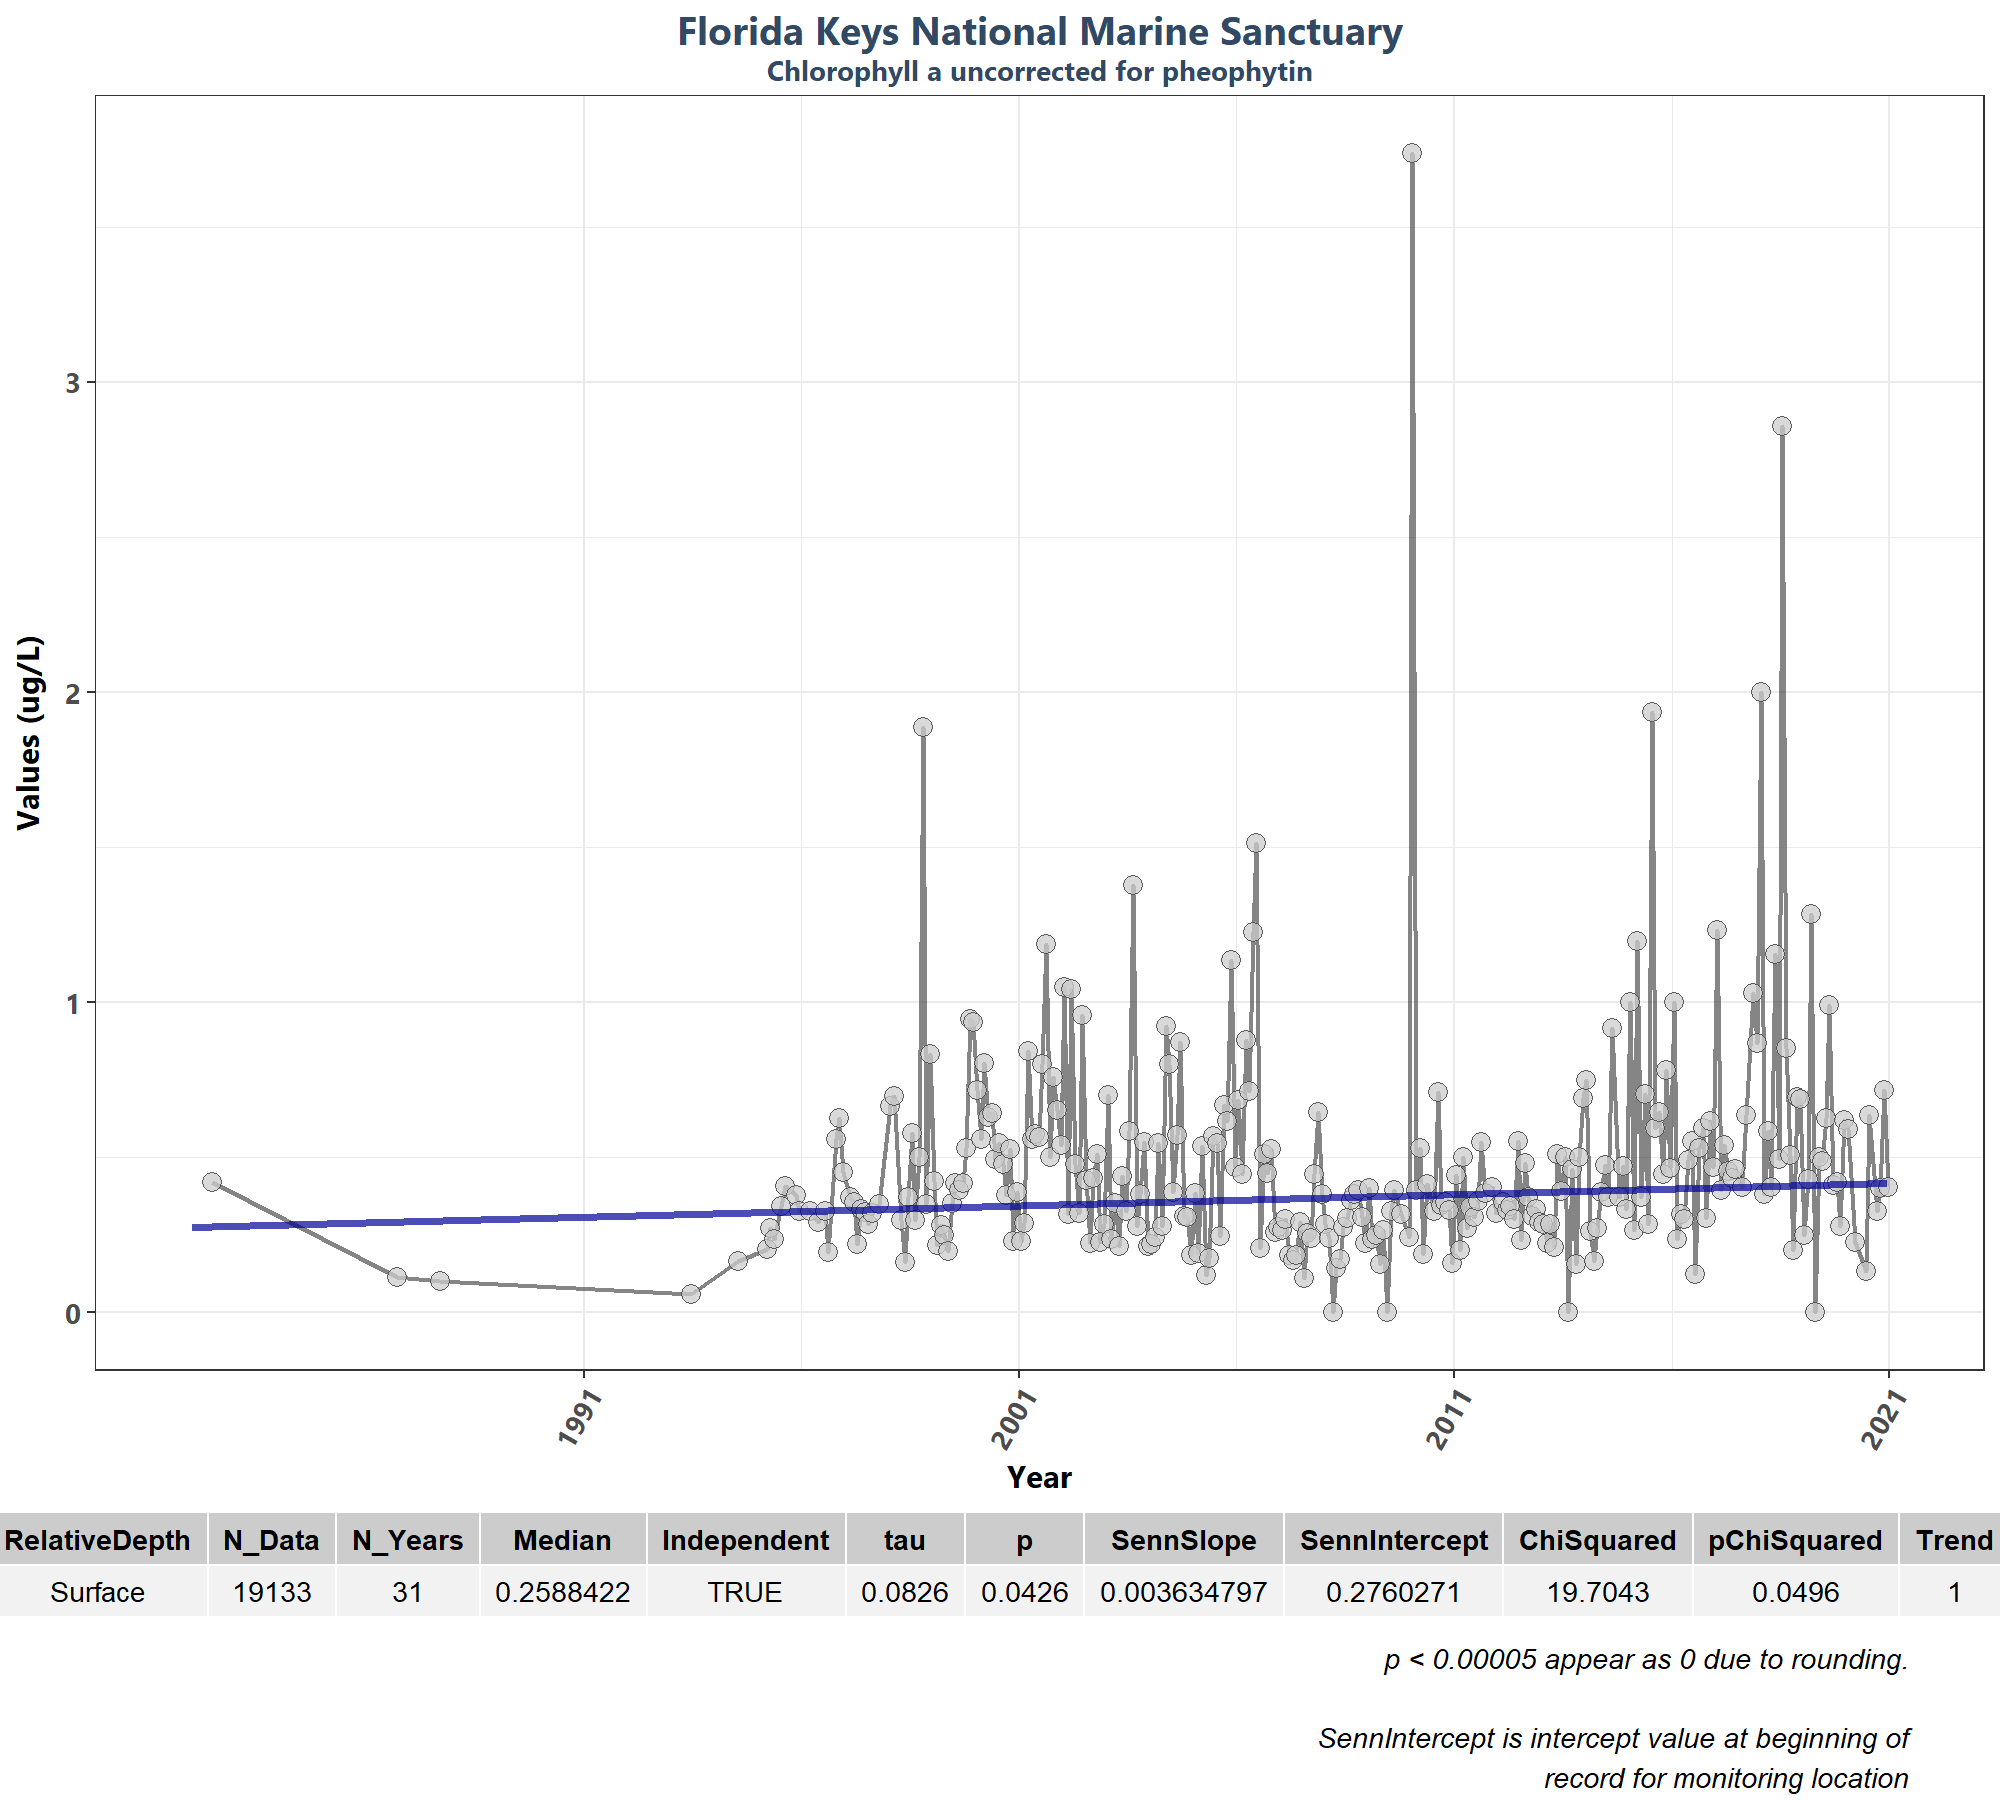 Florida Keys National Marine Sanctuary
Chlorophyll a uncorrected for pheophytin
Values (ug/L)
3
2
1
0
1991 2001 2011 2021
Year
RelativeDepth N_Data N_Years Median Independent tau p SennSlope SennIntercept ChiSquared pChiSquared Trend
Surface 19133 31 0.2588422 TRUE 0.0826 0.0426 0.003634797 0.2760271 19.7043 0.0496 1
p < 0.00005 appear as 0 due to rounding.
SennIntercept is intercept value at beginning of
record for monitoring location